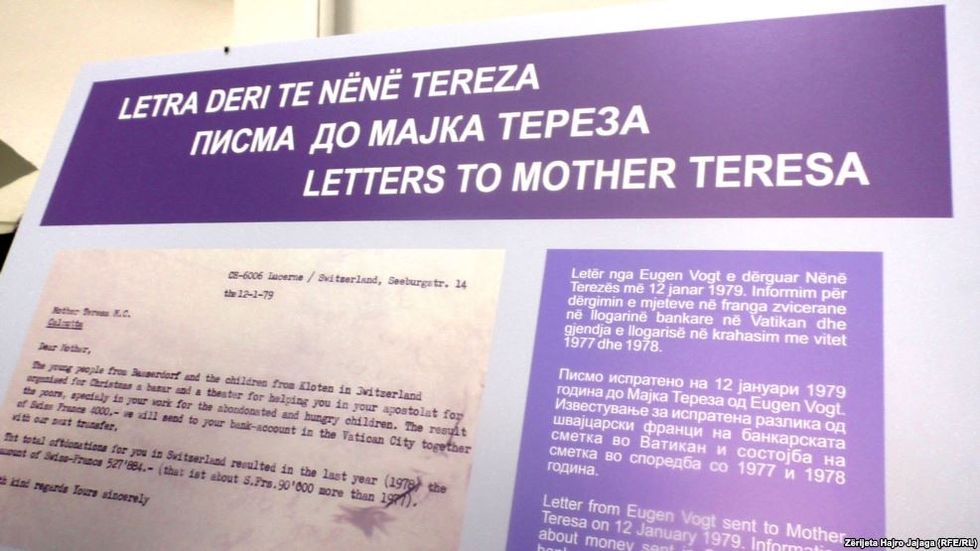 LETRA DERI TE NËNË TEREZA
ПИСМА ДО МАЈКА ТЕРЕЗА
LETTERS TO MOTHER TERESA
CH-6006 Lucerne / Switzerland, Seeburgstr. 14
the 12-1-79
Mother Teresa M.C.
Calcutta
Dear Mother,
The young people from Bassersdorf and the children from Kloten in Switzerland
organised for Christmas a bazar and a theater for helping you in your apostolat for
the poors, specialy in your work for the abondonated and hungry children. The result
of Swiss Francs 4000,- we will send to your bank-account in the Vatican City together
with our next transfer.
The total of donations for you in Switzerland resulted in the last year (1978) the
amount of Swiss-Francs 527'884.- (that ist about S.Frs.90'000 more than 1977).
kind regards Yours sincerely
Letër nga Eugen Vogt e dërguar Nënë
Terezës më 12 janar 1979. Informim për
dërgimin e mjeteve në franga zvicerane
në llogarinë bankare në Vatikan dhe
gjendja e llogarisë në krahasim me vitet
1977 dhe 1978.
Писмо испратено на 12 јануари 1979
година до Мајка Тереза од Eugen Vogt.
Известување за испратена разлика од
швајцарски франци на банкарската
сметка во Ватикан и состојба на
сметка во споредба со 1977 и 1978
година.
Letter from Eugen Vogt sent to Mother
Teresa on 12 January 1979.
about money sent
Zërijeta Hajro Jajaga (RFE/RL)